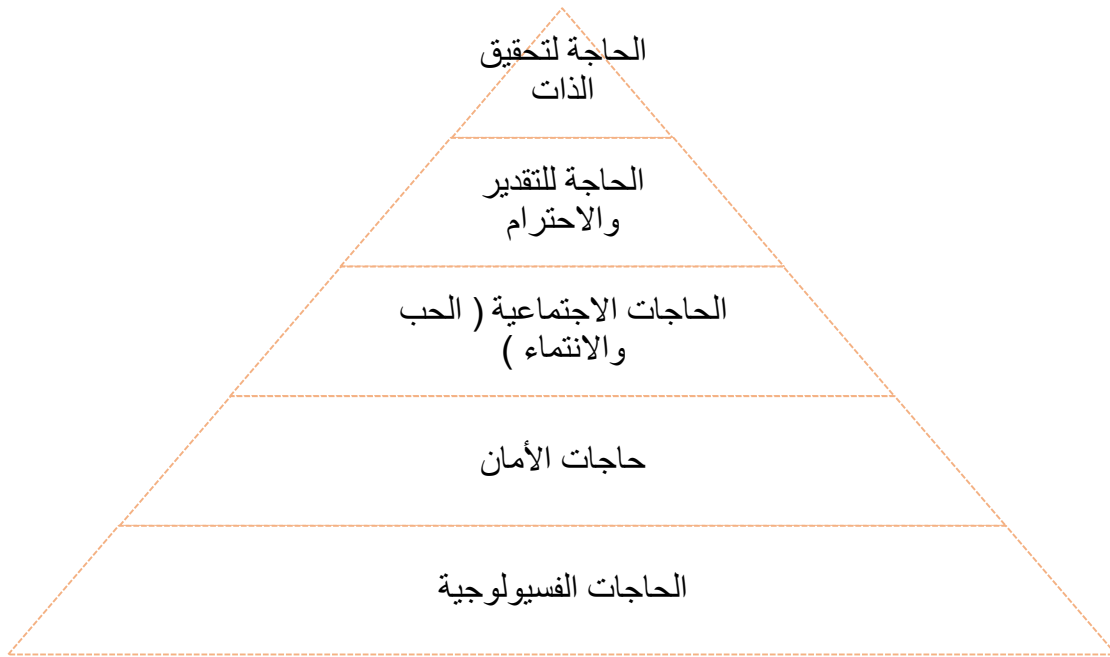 الحاجة لتحقيق
الذات
الحاجة للتقدير
والاحترام
الحاجات الاجتماعية ( الحب
والانتماء )
حاجات الأمان
الحاجات الفسيولوجية